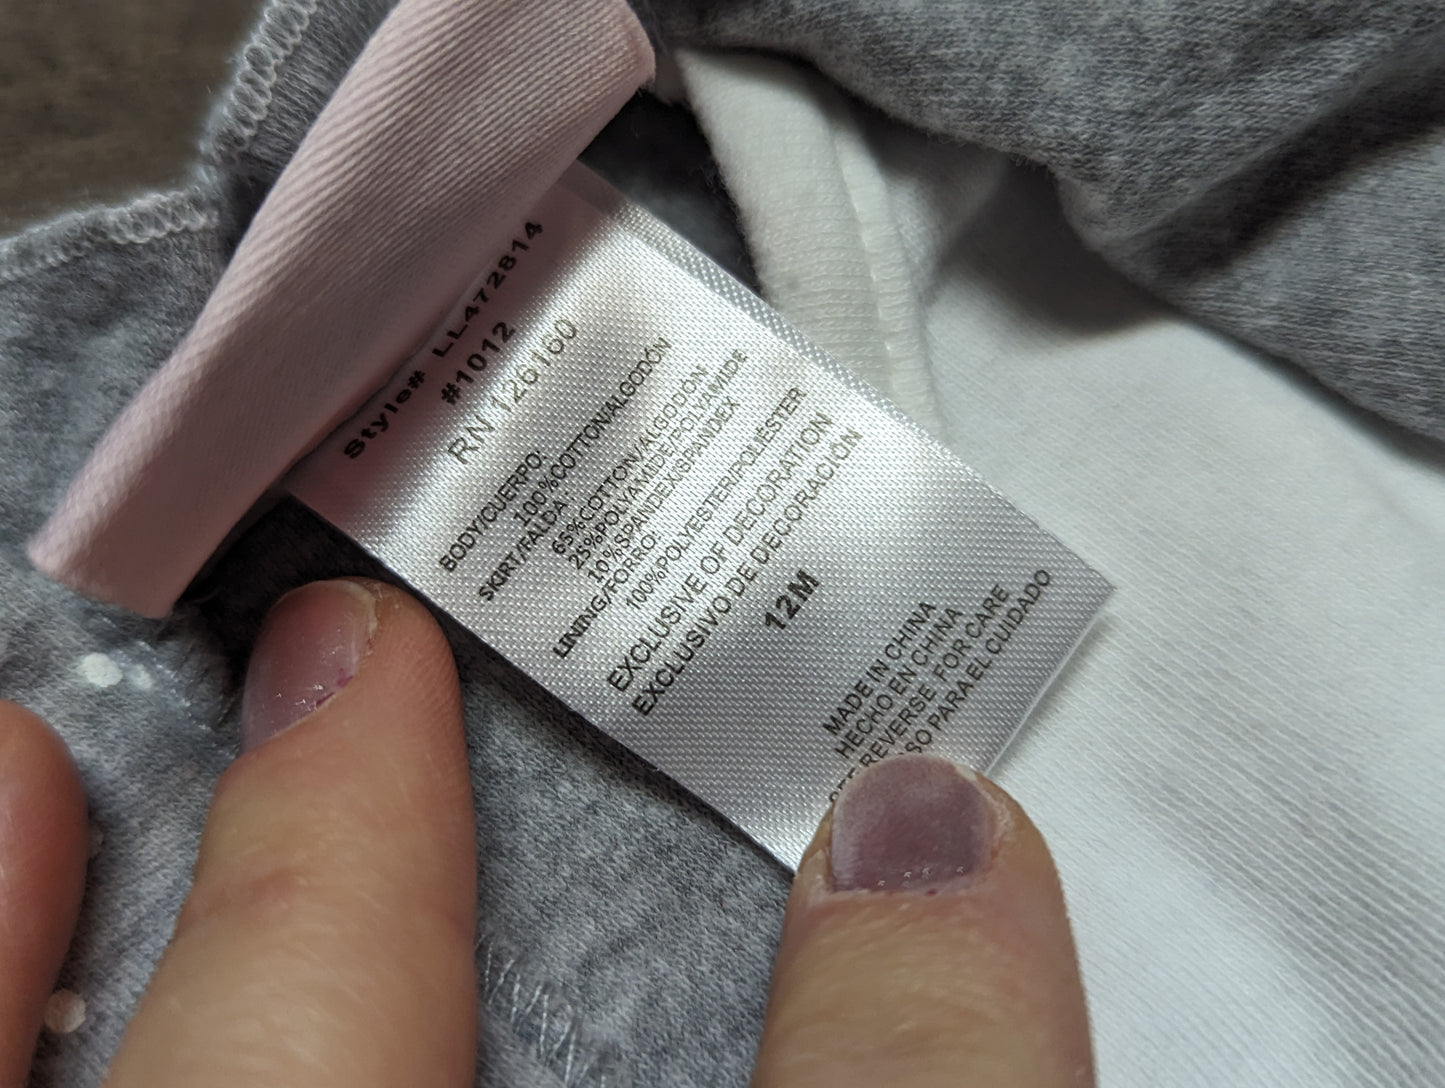 Style# LL472814
#1012
RN 126160
BODY/CUERPO:
100%COTTON/ALGODÓN
SKIRT/FALDA:
65%COTTON/ALGODÓN
25%POLYAMIDE/POLYAMIDE
10%SPANDEX/SPANDEX
LINING/FORRO:
100%POLYESTER/POLYESTER
EXCLUSIVE OF DECORATION
EXCLUSIVO DE DECORACIÓN
12M
MADE IN CHINA
HECHO EN CHINA
REVERSE FOR CARE
PARA EL CUIDADO